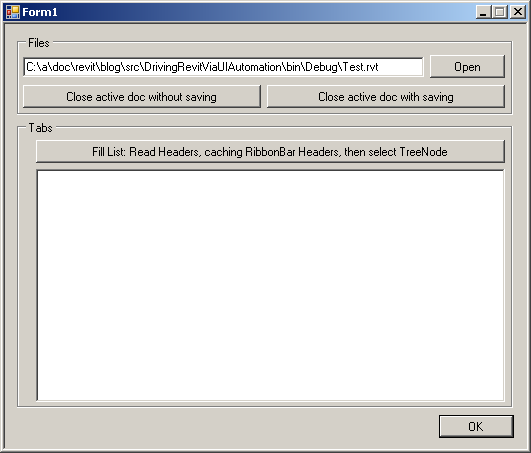 Form1
Files
C:\a\doc\revit\blog\src\DrivingRevitViaUIAutomation\bin\Debug\Test.rvt
Open
Close active doc without saving
Close active doc with saving
Tabs
Fill List: Read Headers, caching RibbonBar Headers, then select TreeNode
OK